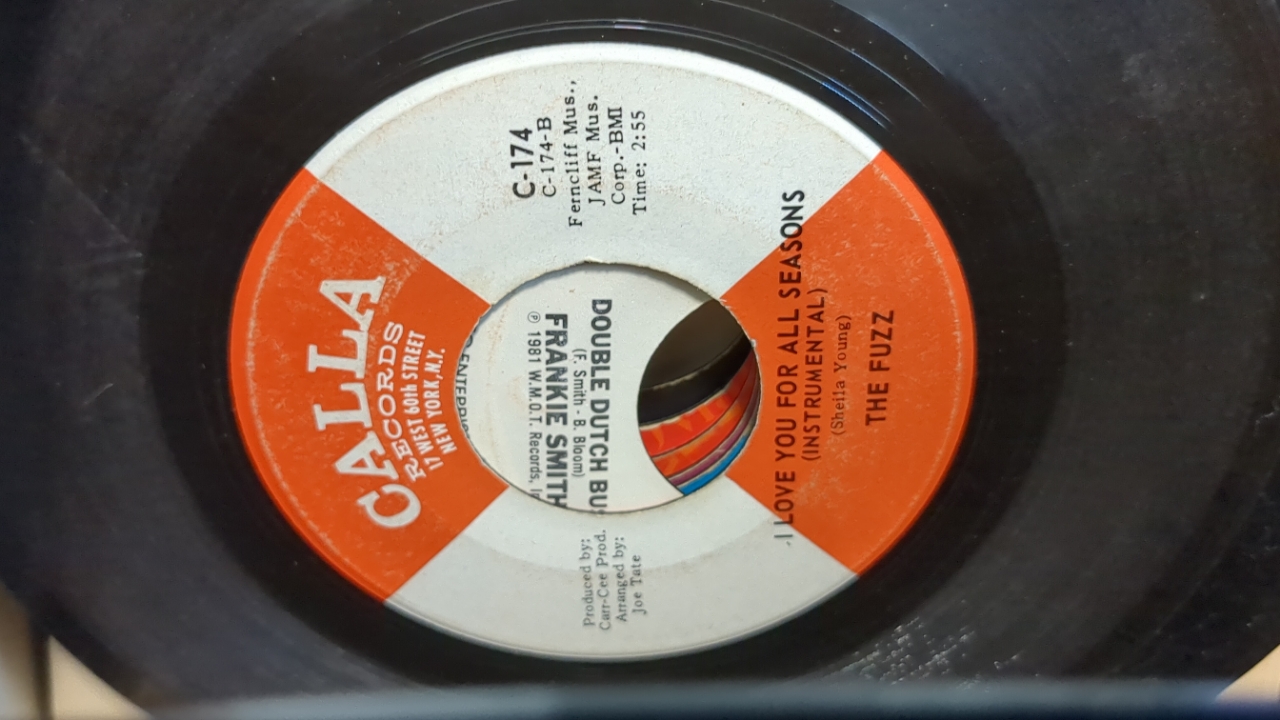 CALLA
RECORDS
17 WEST 60th STREET
NEW YORK, N.Y.
C-174
C-174-B
Ferncliff Mus.,
JAMF Mus.
Corp.-BMI
Time: 2:55
Produced by:
Carr-Cee Prod.
Arranged by:
Joe Tate
I LOVE YOU FOR ALL SEASONS
(INSTRUMENTAL)
(Sheila Young)
THE FUZZ
DOUBLE DUTCH BU
(F. Smith - B. Bloom)
FRANKIE SMITH
℗ 1981 W.M.O.T. Records,